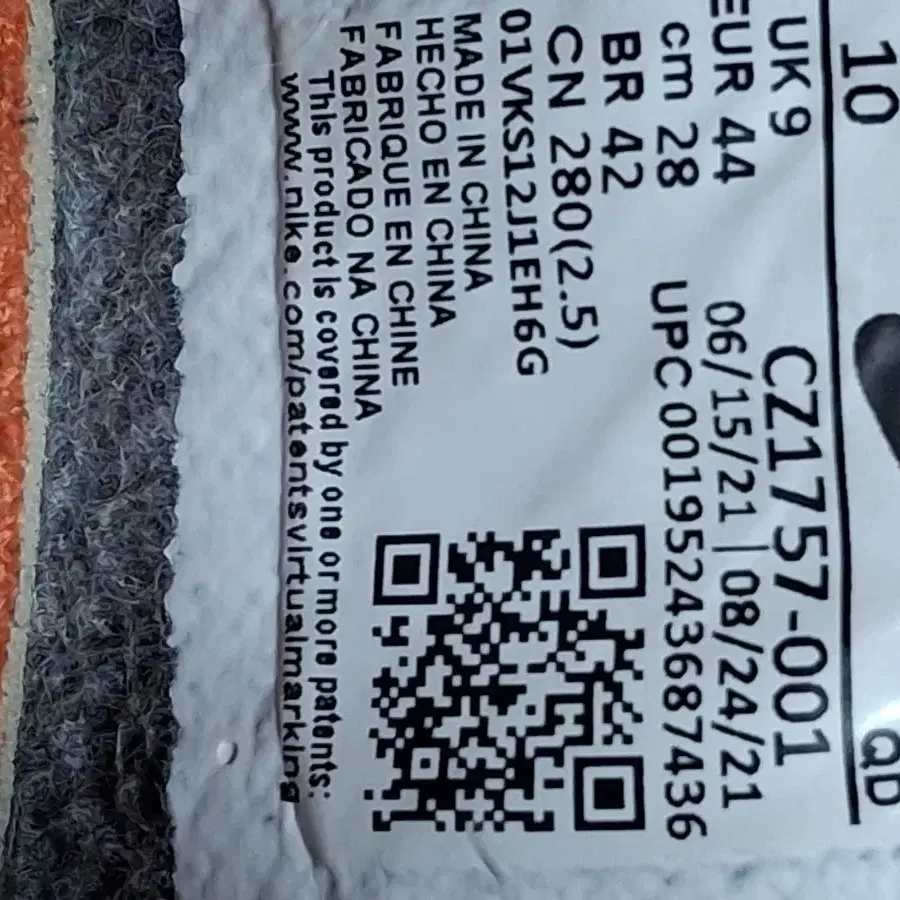 10 QD
UK 9 CZ1757-001
EUR 44 06/15/21 | 08/24/21
cm 28 UPC 00195243687436
BR 42
CN 280(2.5)
01VKS12J1EH6G
MADE IN CHINA
HECHO EN CHINA
FABRIQUE EN CHINE
FABRICADO NA CHINA
This product is covered by one or more patents:
www.nike.com/patentsvirtualmarking